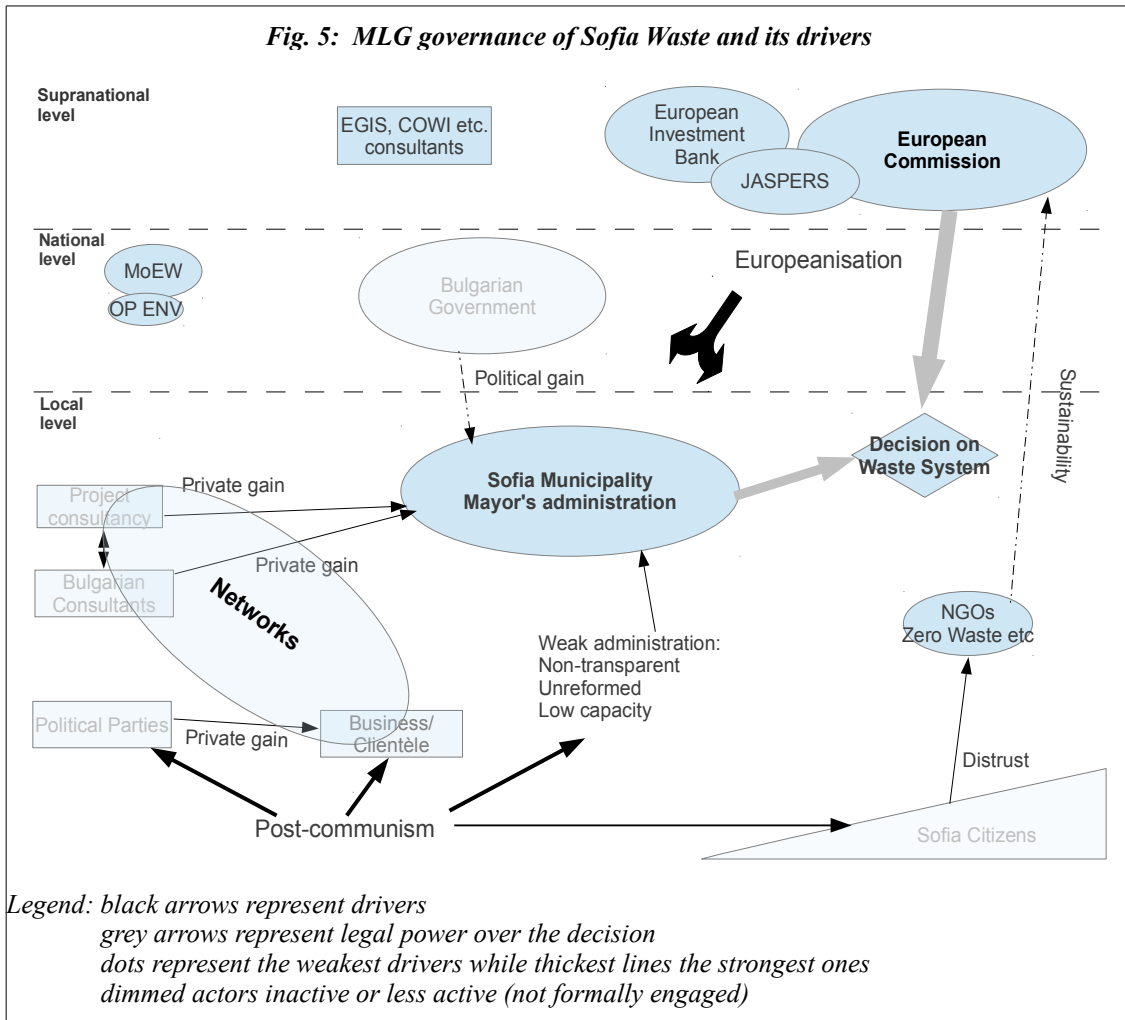 Fig. 5: MLG governance of Sofia Waste and its drivers
Supranational
level
EGIS, COWI etc.
consultants
European
Investment
Bank
JASPERS
European
Commission
National
level
MoEW
OP ENV
Bulgarian
Government
Europeanisation
Political gain
Sustainability
Local
level
Decision on
Waste System
Sofia Municipality
Mayor's administration
Private gain
Project
consultancy
Private gain
Bulgarian
Consultants
Networks
NGOs
Zero Waste etc
Weak administration:
Non-transparent
Unreformed
Low capacity
Political Parties
Private gain
Business/
Clientèle
Distrust
Post-communism
Sofia Citizens
Legend: black arrows represent drivers
grey arrows represent legal power over the decision
dots represent the weakest drivers while thickest lines the strongest ones
dimmed actors inactive or less active (not formally engaged)